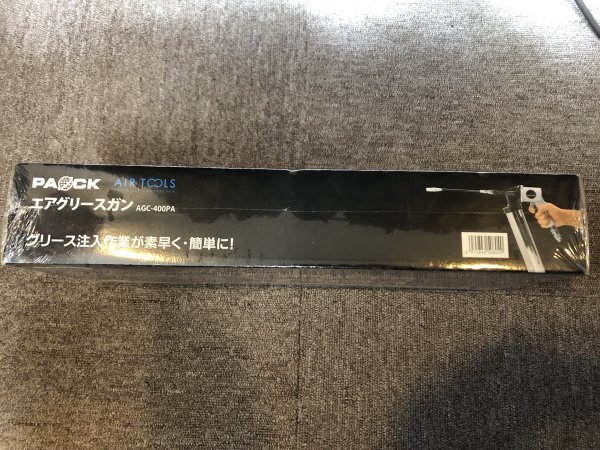 PAOCK AIR TOOLS
エアグリースガン AGC-400PA
グリース注入作業が素早く・簡単に!